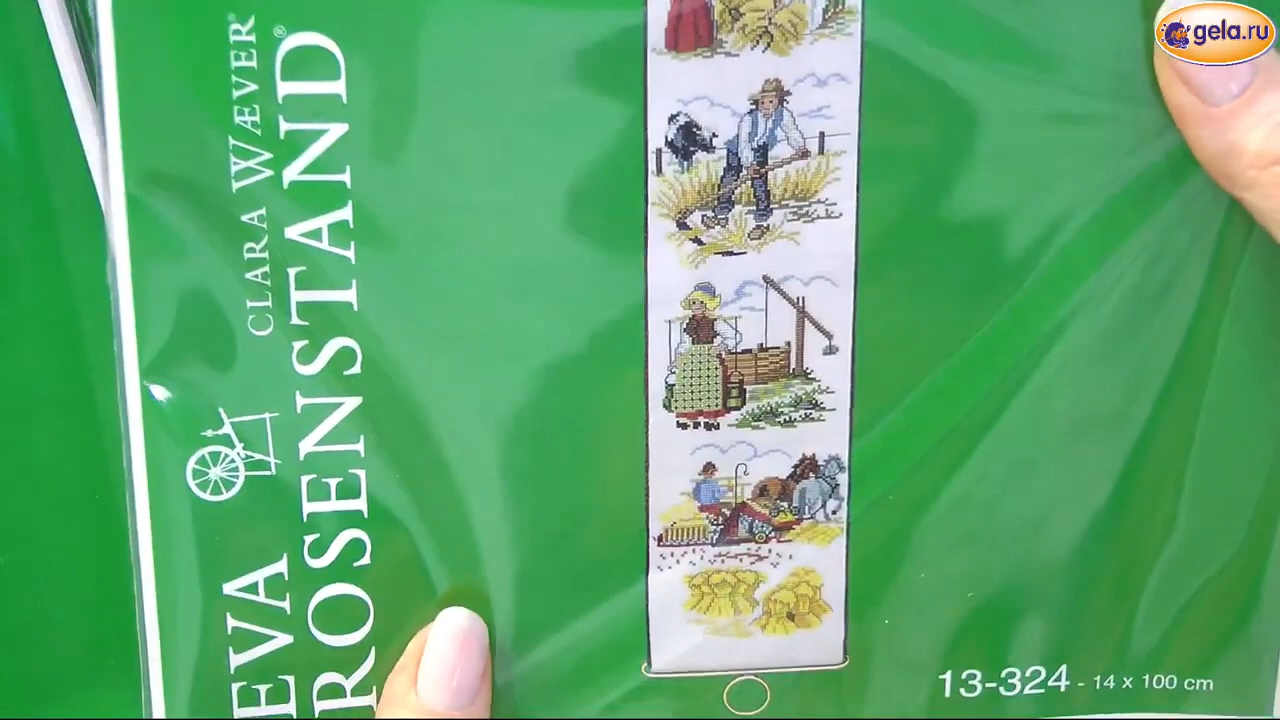 gela.ru
CLARA WÆVER®
EVA
ROSENSTAND®
13-324 - 14 x 100 cm